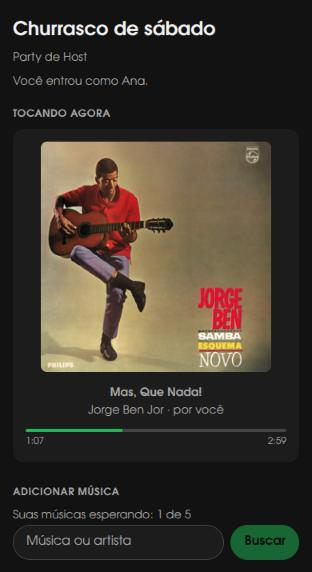 Churrasco de sábado
Party de Host
Você entrou como Ana.
TOCANDO AGORA
PHILIPS
JORGE
BEN
SAMBA
ESQUEMA
NOVO
PHILIPS
Mas, Que Nada!
Jorge Ben Jor · por você
1:07
2:59
ADICIONAR MÚSICA
Suas músicas esperando: 1 de 5
Música ou artista
Buscar